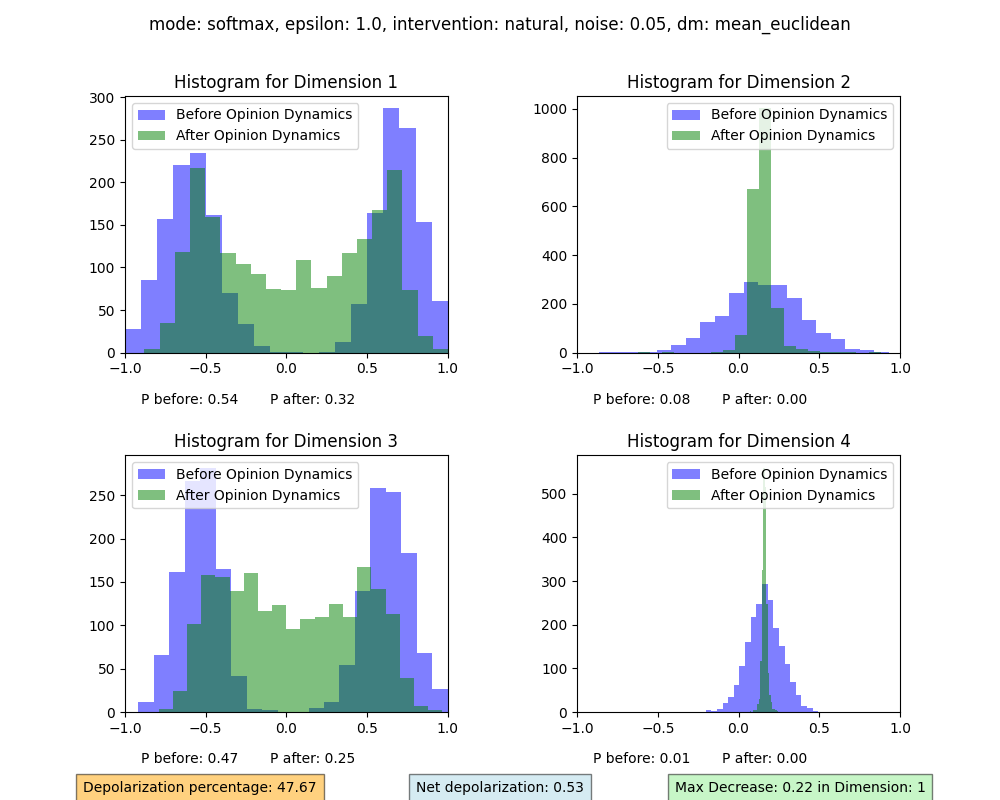 mode: softmax, epsilon: 1.0, intervention: natural, noise: 0.05, dm: mean_euclidean
Histogram for Dimension 1
Before Opinion Dynamics
After Opinion Dynamics
300
250
200
150
100
50
0
−1.0 −0.5 0.0 0.5 1.0
P before: 0.54 P after: 0.32
Histogram for Dimension 2
Before Opinion Dynamics
After Opinion Dynamics
1000
800
600
400
200
0
−1.0 −0.5 0.0 0.5 1.0
P before: 0.08 P after: 0.00
Histogram for Dimension 3
Before Opinion Dynamics
After Opinion Dynamics
250
200
150
100
50
0
−1.0 −0.5 0.0 0.5 1.0
P before: 0.47 P after: 0.25
Histogram for Dimension 4
Before Opinion Dynamics
After Opinion Dynamics
500
400
300
200
100
0
−1.0 −0.5 0.0 0.5 1.0
P before: 0.01 P after: 0.00
Depolarization percentage: 47.67
Net depolarization: 0.53
Max Decrease: 0.22 in Dimension: 1